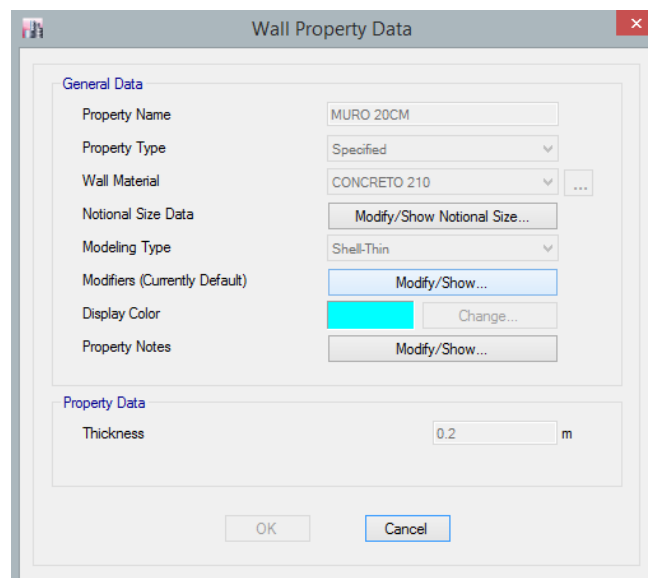 Wall Property Data
General Data
Property Name MURO 20CM
Property Type Specified
Wall Material CONCRETO 210 ...
Notional Size Data Modify/Show Notional Size...
Modeling Type Shell-Thin
Modifiers (Currently Default) Modify/Show...
Display Color Change...
Property Notes Modify/Show...
Property Data
Thickness 0.2 m
OK Cancel